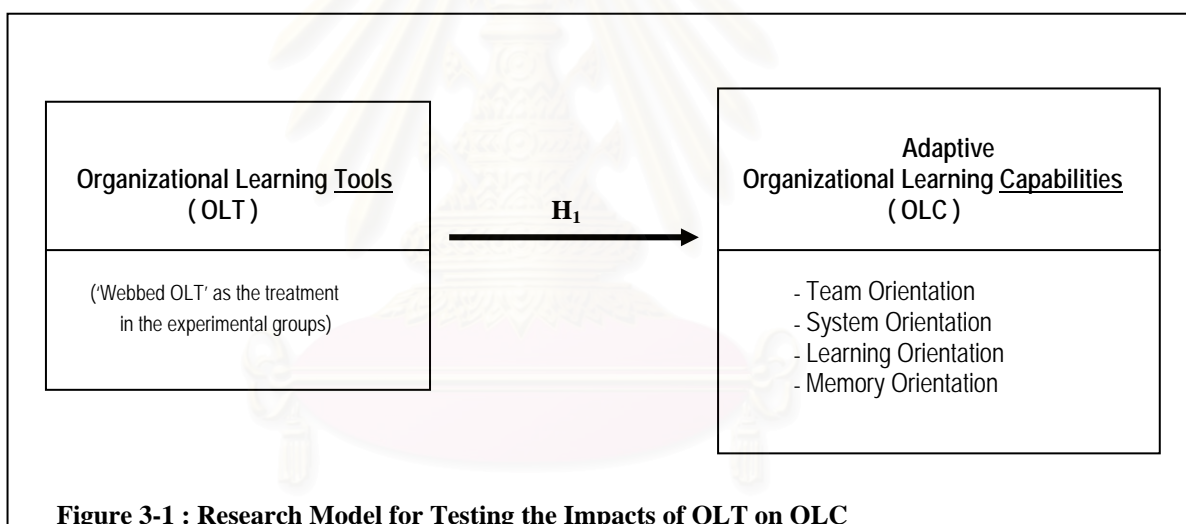 Organizational Learning Tools
( OLT )
('Webbed OLT' as the treatment
in the experimental groups)
H1
Adaptive
Organizational Learning Capabilities
( OLC )
- Team Orientation
- System Orientation
- Learning Orientation
- Memory Orientation
Figure 3-1 : Research Model for Testing the Impacts of OLT on OLC